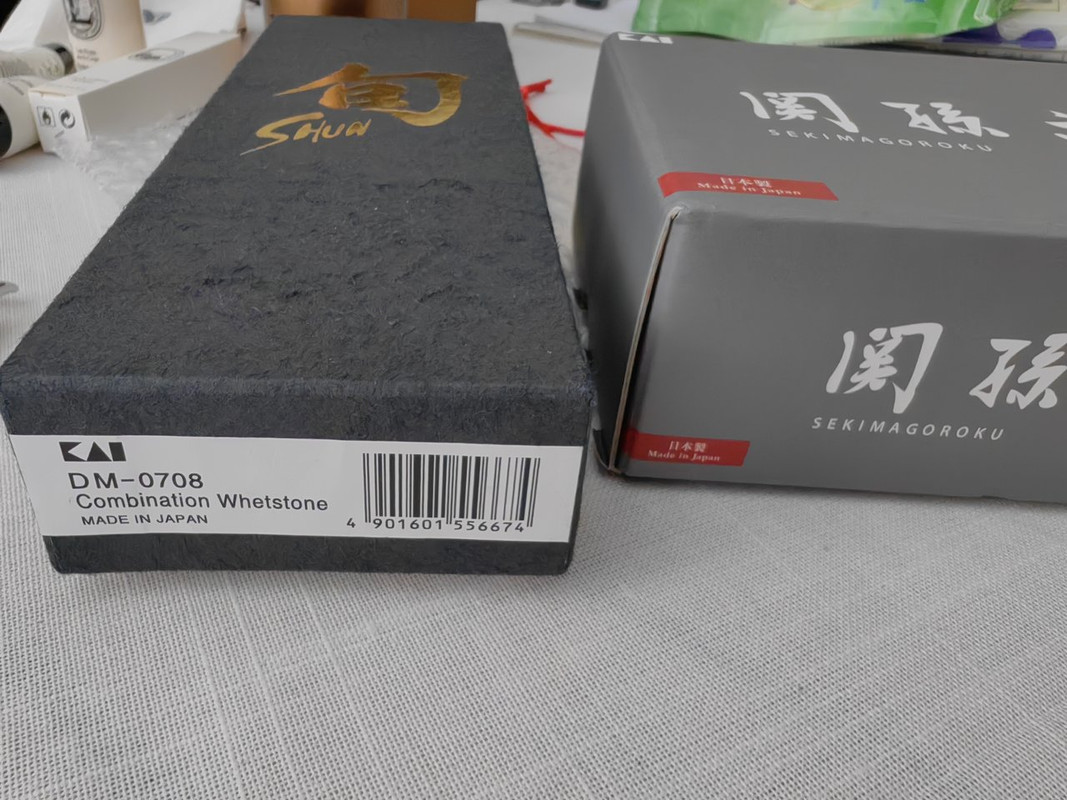 旬
SHUN
KAI
DM-0708
Combination Whetstone
MADE IN JAPAN
4 901601 556674
KAI
関 孫
SEKIMAGOROKU
日本製
Made in Japan
関 孫
SEKIMAGOROKU
日本製
Made in Japan